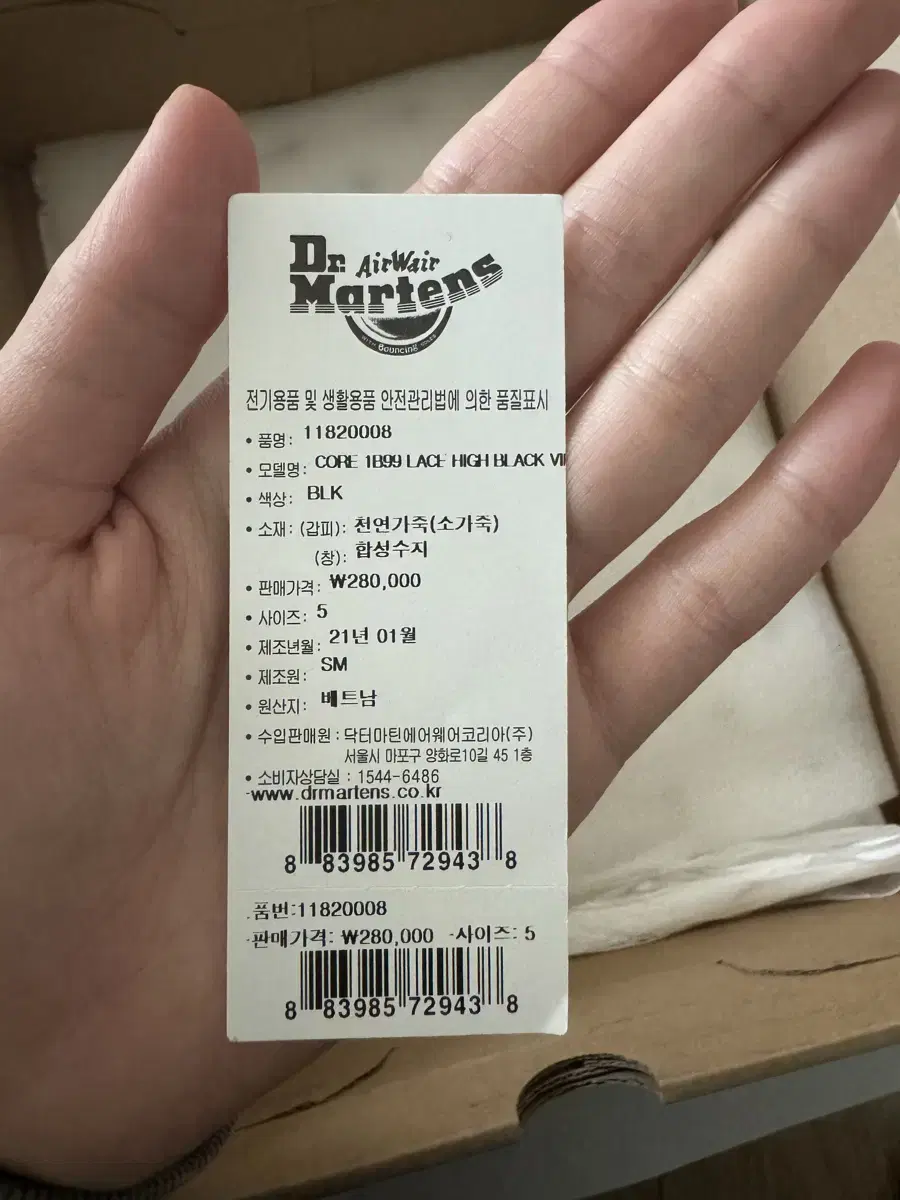 Dr. AirWair
Martens
WITH Bouncing SOLES
전기용품 및 생활용품 안전관리법에 의한 품질표시
• 품명: 11820008
• 모델명: CORE 1B99 LACE HIGH BLACK VI
• 색상: BLK
• 소재: (갑피): 천연가죽(소가죽)
(창): 합성수지
• 판매가격: ₩280,000
• 사이즈: 5
• 제조년월: 21년 01월
• 제조원: SM
• 원산지: 베트남
• 수입판매원 : 닥터마틴에어웨어코리아(주)
서울시 마포구 양화로10길 45 1층
• 소비자상담실 : 1544-6486
-www.drmartens.co.kr
8 83985 72943 8
.품번:11820008
-판매가격: ₩280,000 -사이즈: 5
8 83985 72943 8